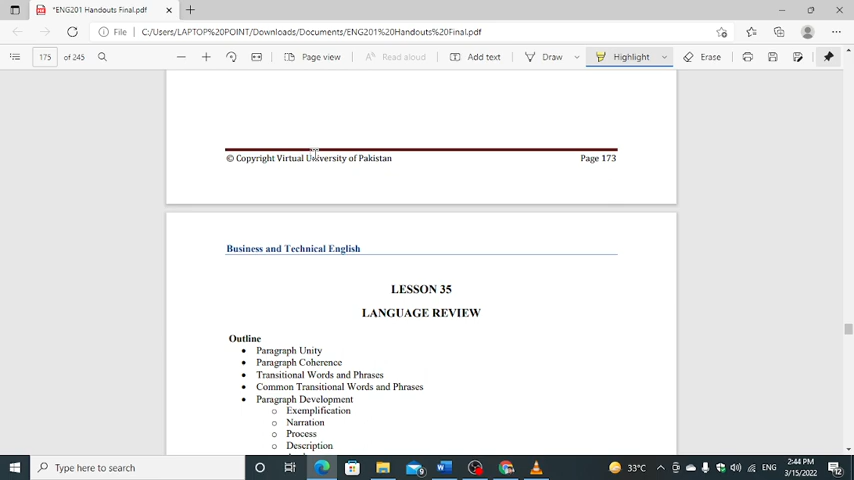 *ENG201 Handouts Final.pdf
File
C:/Users/LAPTOP%20POINT/Downloads/Documents/ENG201%20Handouts%20Final.pdf
175 of 245
Page view
Read aloud
Add text
Draw
Highlight
Erase
© Copyright Virtual University of Pakistan Page 173
Business and Technical English
LESSON 35
LANGUAGE REVIEW
Outline
• Paragraph Unity
• Paragraph Coherence
• Transitional Words and Phrases
• Common Transitional Words and Phrases
• Paragraph Development
o Exemplification
o Narration
o Process
o Description
Type here to search
9
33°C
ENG
2:44 PM
3/15/2022
12